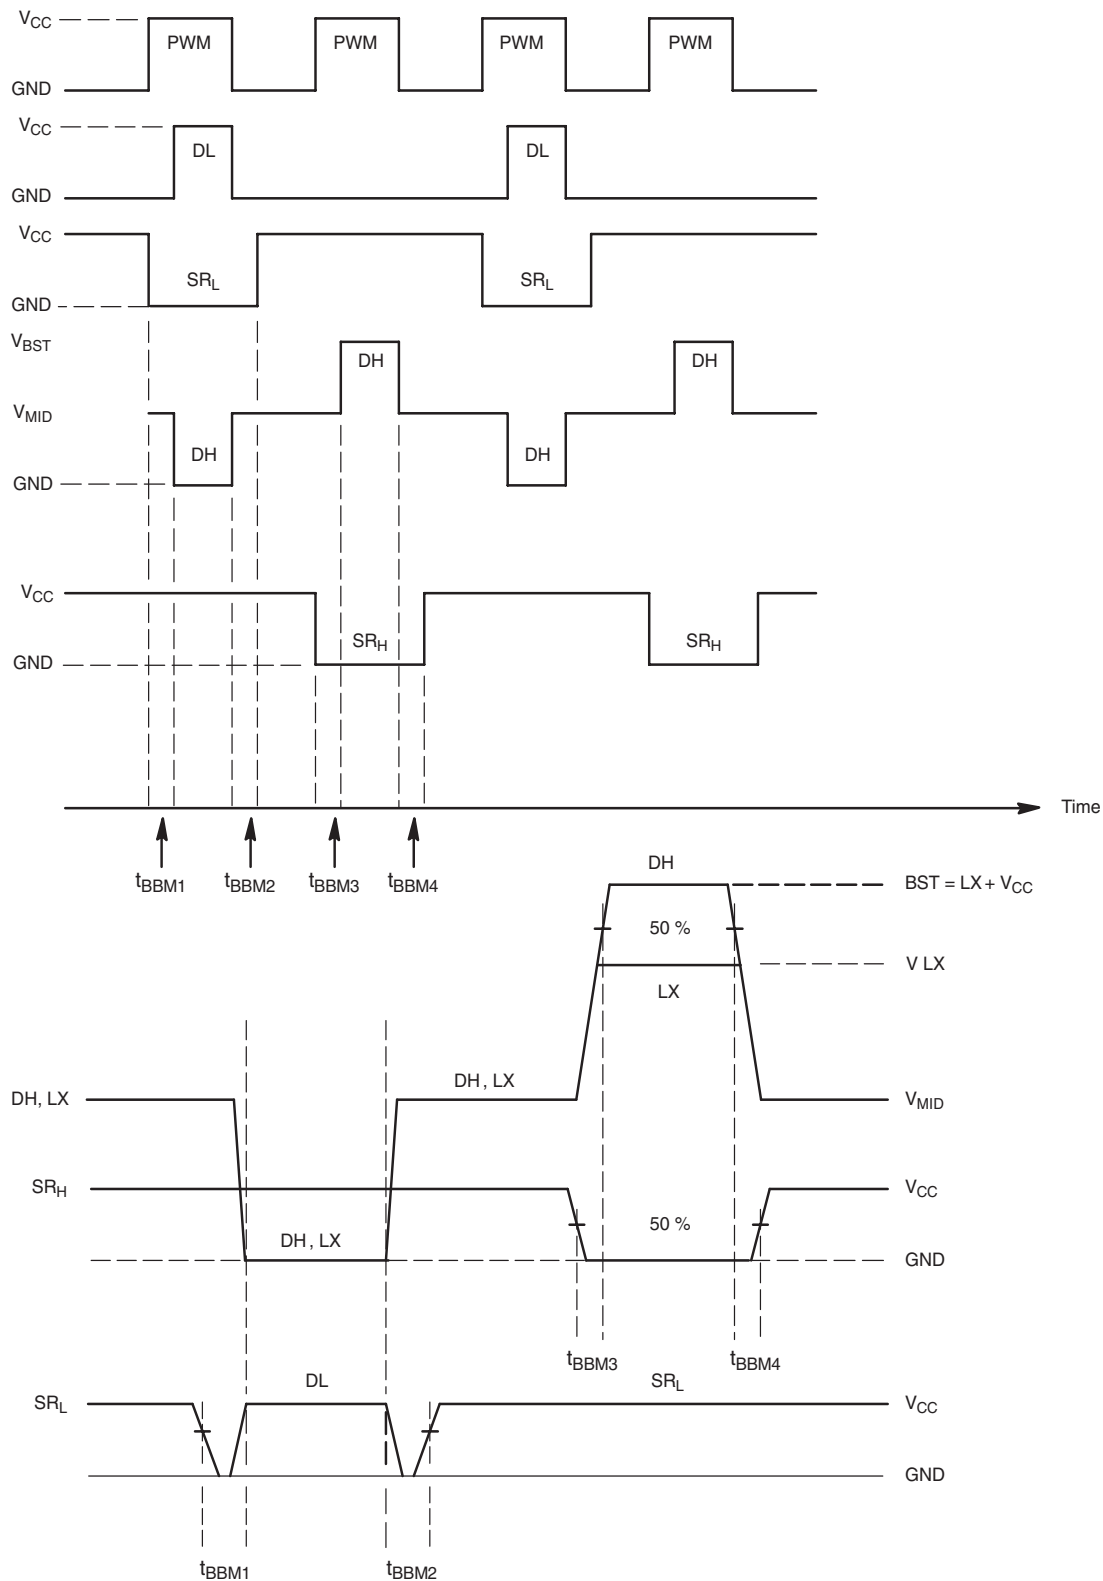 VCC
PWM PWM PWM PWM
GND
VCC
DL DL
GND
VCC
SRL SRL
GND
VBST
DH DH
VMID
DH DH
GND
VCC
SRH SRH
GND
Time
tBBM1 tBBM2 tBBM3 tBBM4
DH
BST = LX + VCC
50 %
V LX
LX
DH, LX
DH, LX
VMID
SRH
VCC
50 %
DH, LX
GND
tBBM3 tBBM4
DL SRL
SRL
VCC
GND
tBBM1 tBBM2